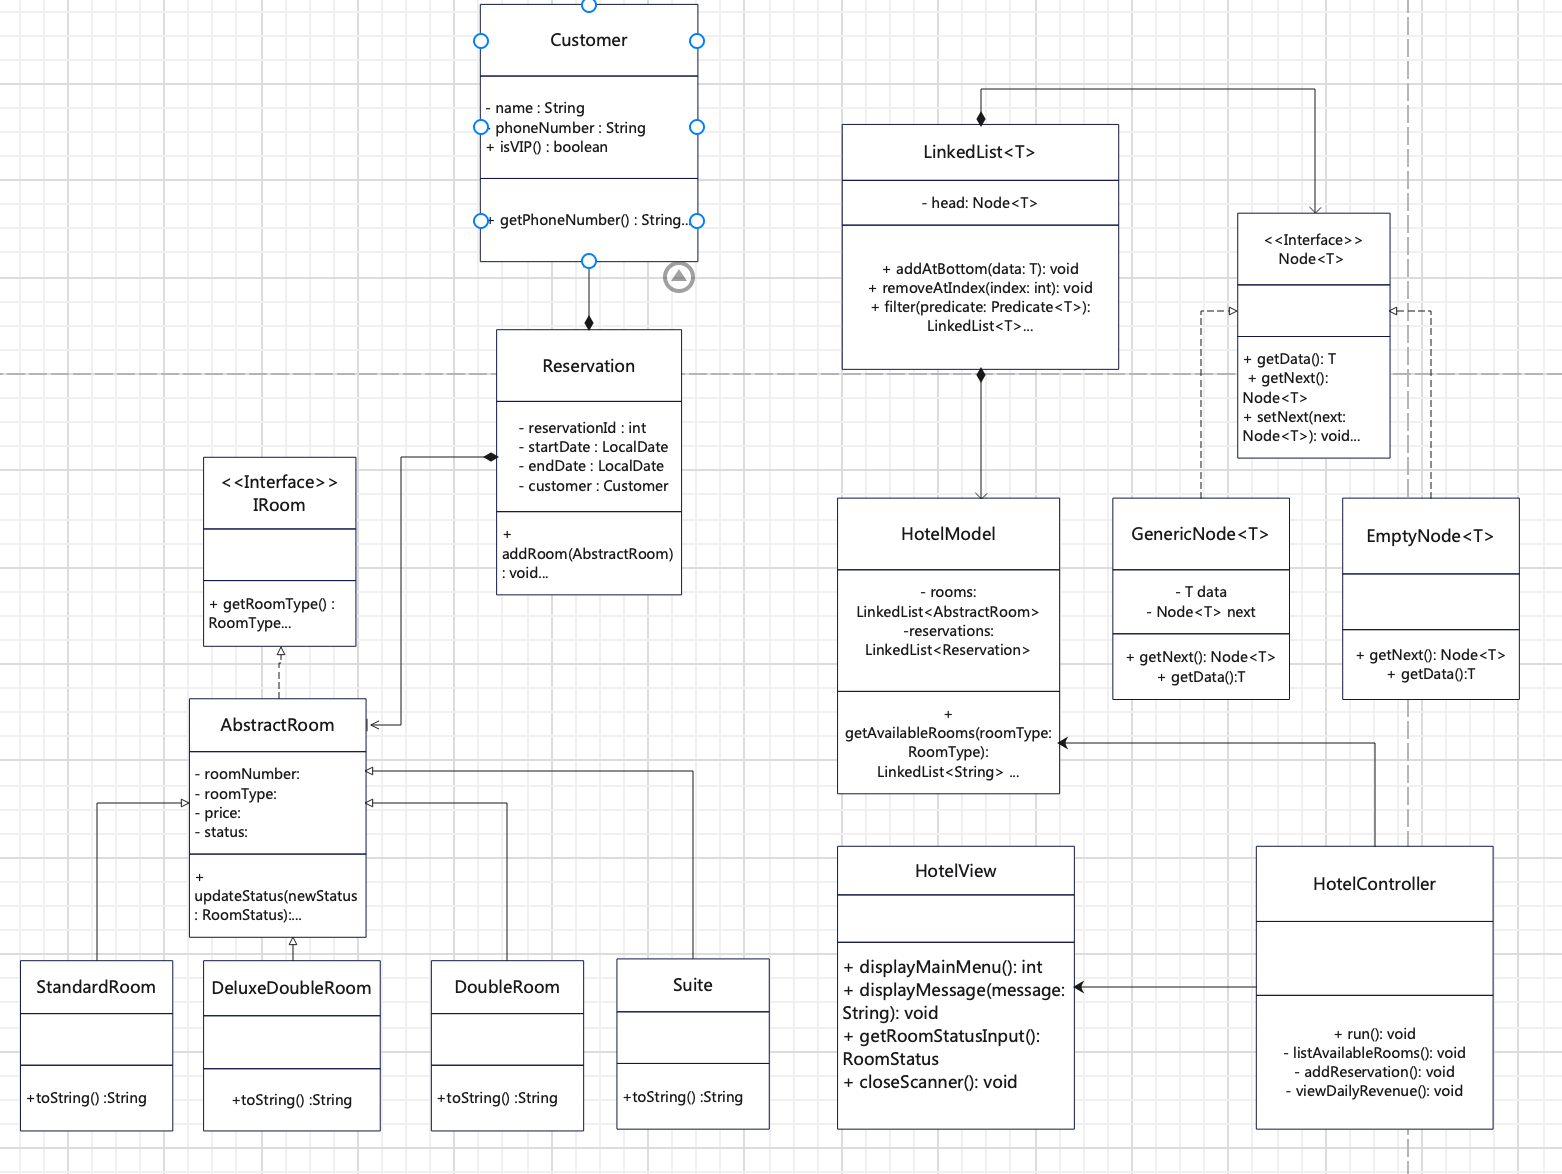 Customer
- name : String
- phoneNumber : String
+ isVIP() : boolean
+ getPhoneNumber() : String...
Reservation
- reservationId : int
- startDate : LocalDate
- endDate : LocalDate
- customer : Customer
+
addRoom(AbstractRoom)
: void...
<<Interface>>
IRoom
+ getRoomType() :
RoomType...
AbstractRoom
- roomNumber:
- roomType:
- price:
- status:
+
updateStatus(newStatus
: RoomStatus):...
StandardRoom
+toString() :String
DeluxeDoubleRoom
+toString() :String
DoubleRoom
+toString() :String
Suite
+toString() :String
LinkedList<T>
- head: Node<T>
+ addAtBottom(data: T): void
+ removeAtIndex(index: int): void
+ filter(predicate: Predicate<T>):
LinkedList<T>...
<<Interface>>
Node<T>
+ getData(): T
+ getNext():
Node<T>
+ setNext(next:
Node<T>): void...
HotelModel
- rooms:
LinkedList<AbstractRoom>
-reservations:
LinkedList<Reservation>
+
getAvailableRooms(roomType:
RoomType):
LinkedList<String> ...
GenericNode<T>
- T data
- Node<T> next
+ getNext(): Node<T>
+ getData():T
EmptyNode<T>
+ getNext(): Node<T>
+ getData():T
HotelView
+ displayMainMenu(): int
+ displayMessage(message:
String): void
+ getRoomStatusInput():
RoomStatus
+ closeScanner(): void
HotelController
+ run(): void
- listAvailableRooms(): void
- addReservation(): void
- viewDailyRevenue(): void